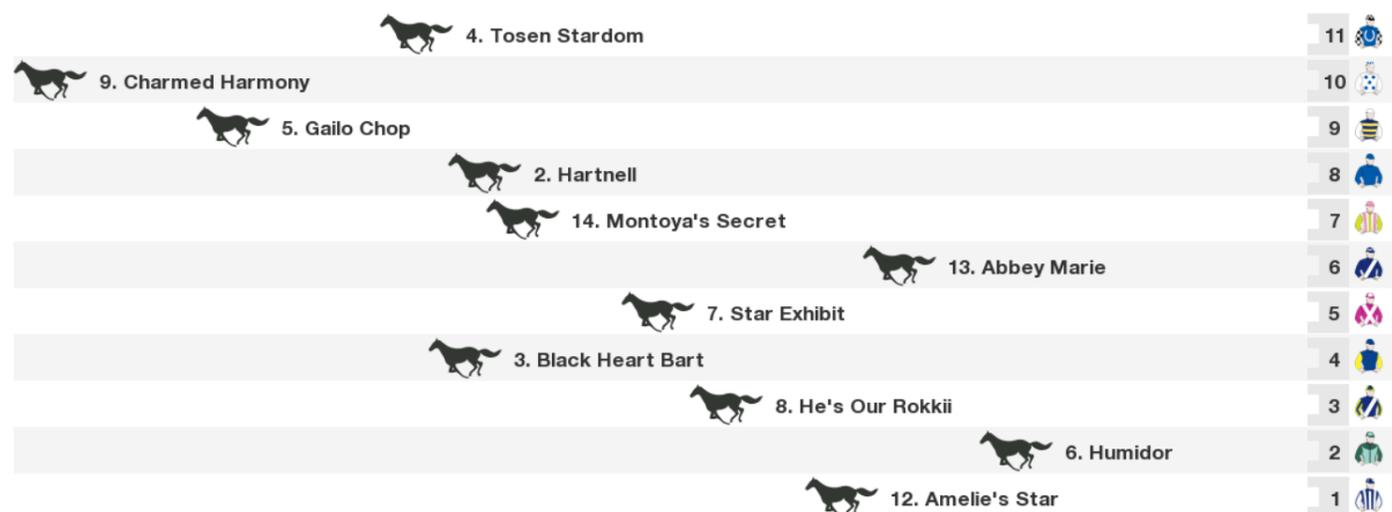 4. Tosen Stardom 11
9. Charmed Harmony 10
5. Gailo Chop 9
2. Hartnell 8
14. Montoya's Secret 7
13. Abbey Marie 6
7. Star Exhibit 5
3. Black Heart Bart 4
8. He's Our Rokkii 3
6. Humidor 2
12. Amelie's Star 1